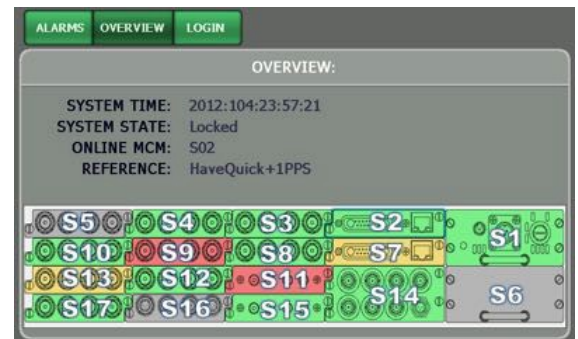 ALARMS OVERVIEW LOGIN
OVERVIEW:
SYSTEM TIME: 2012:104:23:57:21
SYSTEM STATE: Locked
ONLINE MCM: S02
REFERENCE: HaveQuick+1PPS
S5 S4 S3 S2 S1
S10 S9 S8 S7
S13 S12 S11 S14 S6
S17 S16 S15